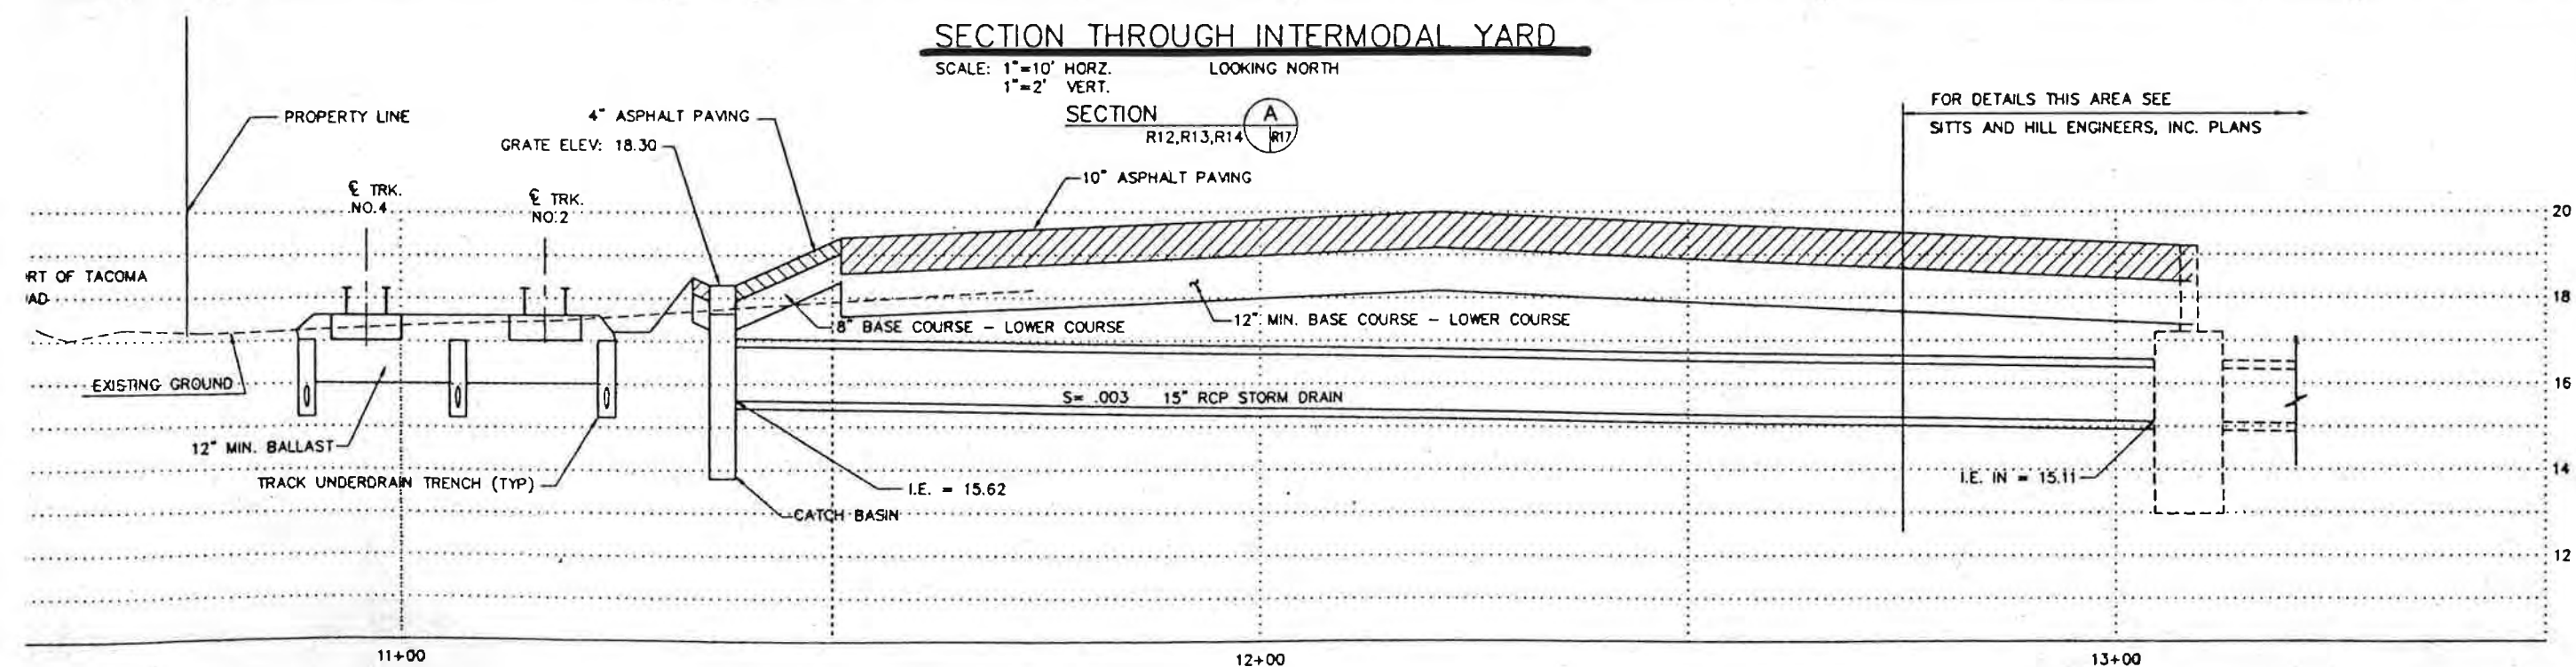 SECTION THROUGH INTERMODAL YARD
SCALE: 1"=10' HORZ. LOOKING NORTH
1"=2' VERT.
SECTION A
R12,R13,R14 R17
FOR DETAILS THIS AREA SEE
SITTS AND HILL ENGINEERS, INC. PLANS
PROPERTY LINE
4" ASPHALT PAVING
GRATE ELEV: 18.30
10" ASPHALT PAVING
℄ TRK.
NO.4
℄ TRK.
NO.2
20
RT OF TACOMA
AD
18
8" BASE COURSE – LOWER COURSE
12" MIN. BASE COURSE – LOWER COURSE
EXISTING GROUND
16
S= .003 15" RCP STORM DRAIN
12" MIN. BALLAST
TRACK UNDERDRAIN TRENCH (TYP)
I.E. = 15.62
I.E. IN = 15.11
14
CATCH BASIN
12
11+00
12+00
13+00